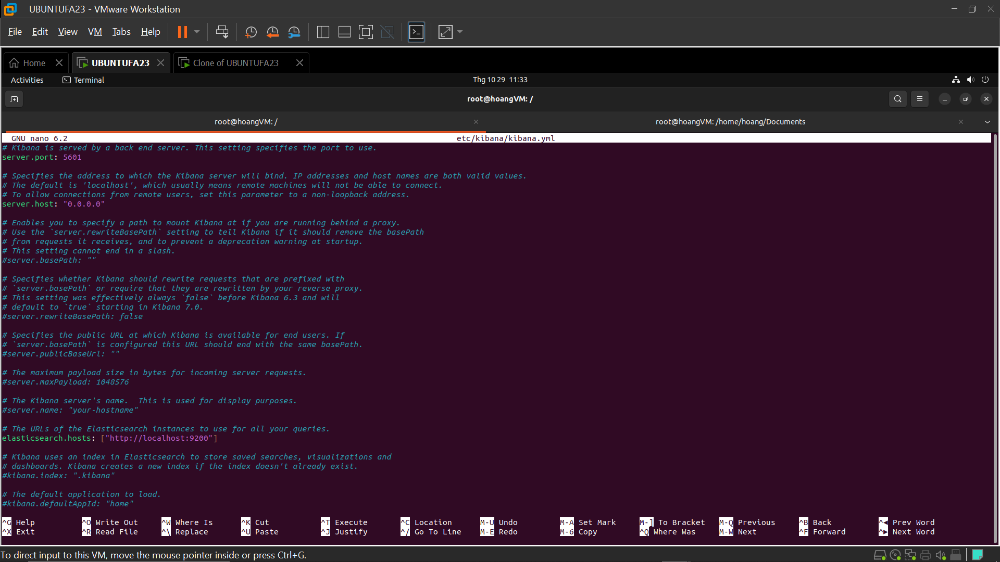 UBUNTUFA23 - VMware Workstation
File Edit View VM Tabs Help
Home UBUNTUFA23 Clone of UBUNTUFA23
Activities Terminal Thg 10 29 11:33
root@hoangVM: /
root@hoangVM: / root@hoangVM: /home/hoang/Documents
GNU nano 6.2 etc/kibana/kibana.yml
# Kibana is served by a back end server. This setting specifies the port to use.
server.port: 5601
# Specifies the address to which the Kibana server will bind. IP addresses and host names are both valid values.
# The default is 'localhost', which usually means remote machines will not be able to connect.
# To allow connections from remote users, set this parameter to a non-loopback address.
server.host: "0.0.0.0"
# Enables you to specify a path to mount Kibana at if you are running behind a proxy.
# Use the `server.rewriteBasePath` setting to tell Kibana if it should remove the basePath
# from requests it receives, and to prevent a deprecation warning at startup.
# This setting cannot end in a slash.
#server.basePath: ""
# Specifies whether Kibana should rewrite requests that are prefixed with
# `server.basePath` or require that they are rewritten by your reverse proxy.
# This setting was effectively always `false` before Kibana 6.3 and will
# default to `true` starting in Kibana 7.0.
#server.rewriteBasePath: false
# Specifies the public URL at which Kibana is available for end users. If
# `server.basePath` is configured this URL should end with the same basePath.
#server.publicBaseUrl: ""
# The maximum payload size in bytes for incoming server requests.
#server.maxPayload: 1048576
# The Kibana server's name.  This is used for display purposes.
#server.name: "your-hostname"
# The URLs of the Elasticsearch instances to use for all your queries.
elasticsearch.hosts: ["http://localhost:9200"]
# Kibana uses an index in Elasticsearch to store saved searches, visualizations and
# dashboards. Kibana creates a new index if the index doesn't already exist.
#kibana.index: ".kibana"
# The default application to load.
#kibana.defaultAppId: "home"
^G Help ^O Write Out ^W Where Is ^K Cut ^T Execute ^C Location M-U Undo M-A Set Mark M-] To Bracket M-Q Previous ^B Back ^◀ Prev Word
^X Exit ^R Read File ^\ Replace ^U Paste ^J Justify ^/ Go To Line M-E Redo M-6 Copy ^Q Where Was M-W Next ^F Forward ^▶ Next Word
To direct input to this VM, move the mouse pointer inside or press Ctrl+G.